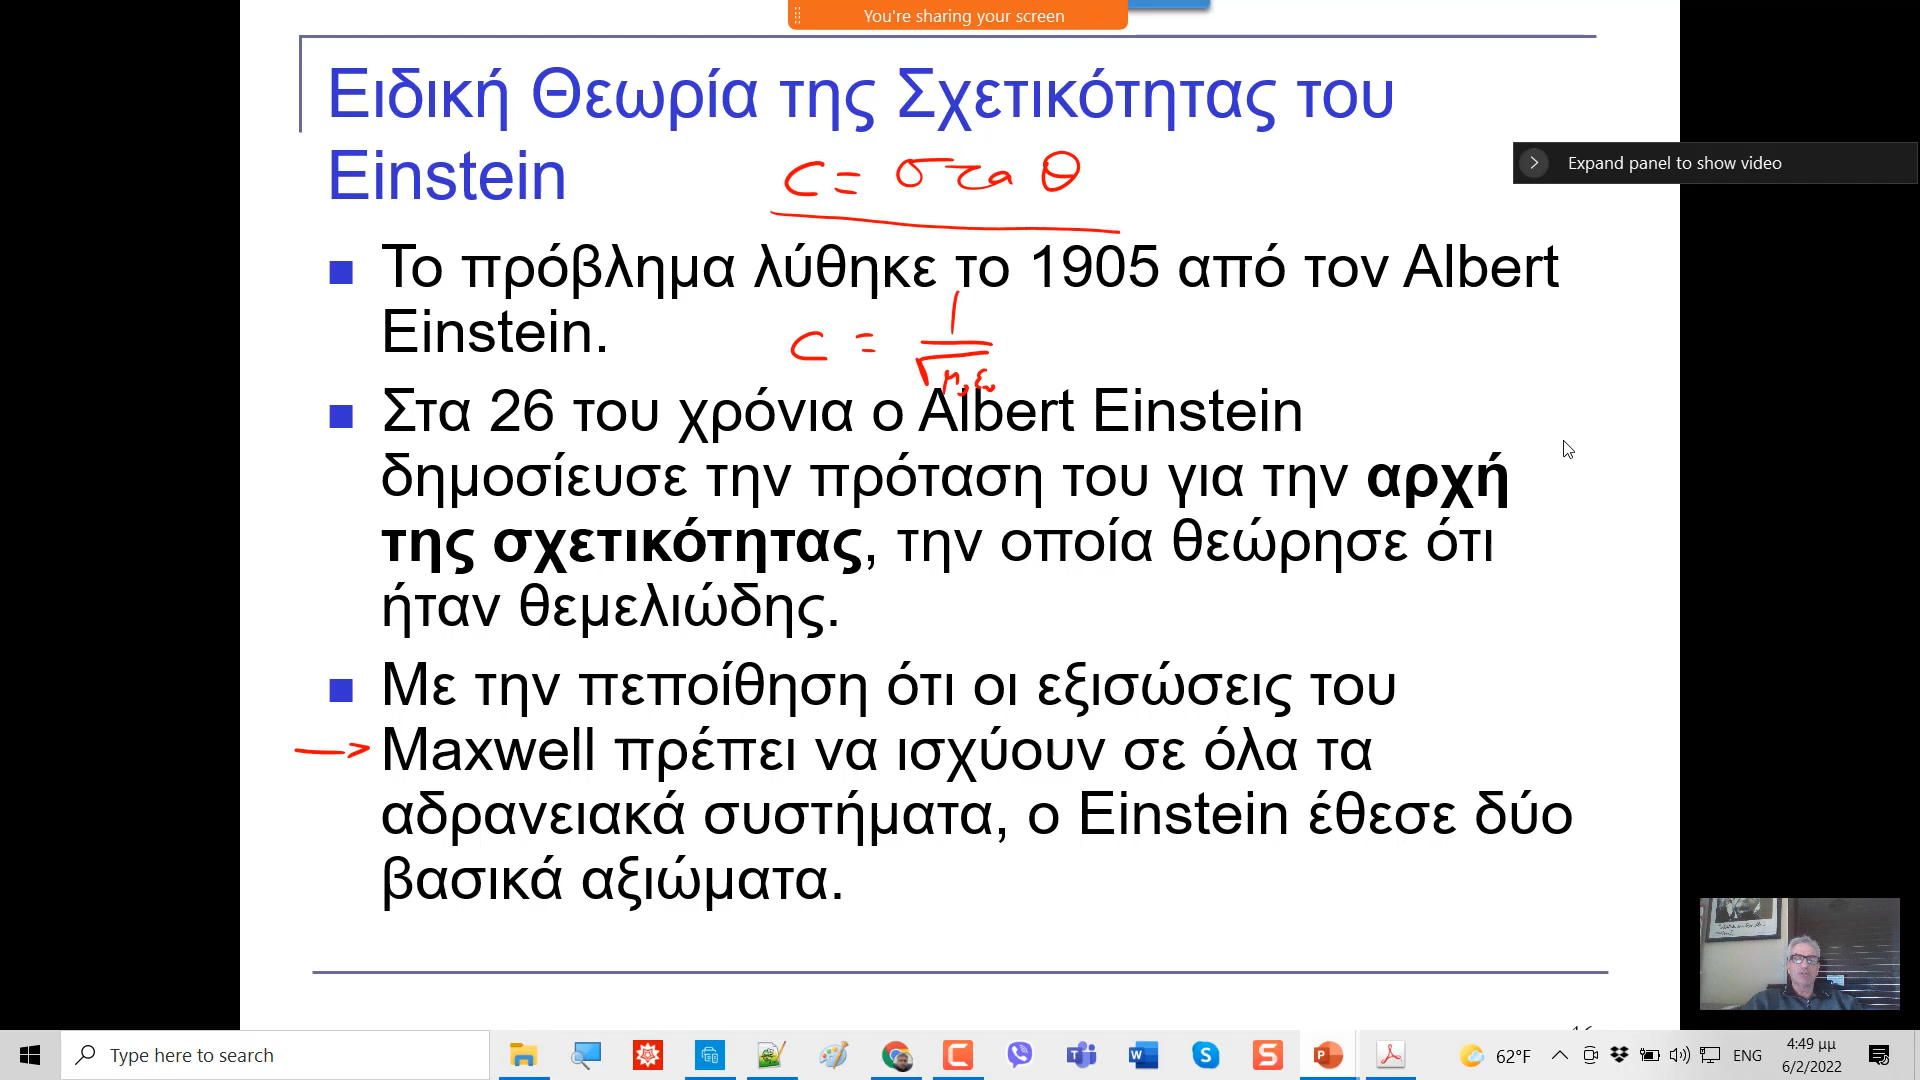 You're sharing your screen
Ειδική Θεωρία της Σχετικότητας του
Einstein
c = σταθ
Expand panel to show video
Το πρόβλημα λύθηκε το 1905 από τον Albert
Einstein.
c = 1/√μ₀ε₀
Στα 26 του χρόνια ο Albert Einstein
δημοσίευσε την πρόταση του για την αρχή
της σχετικότητας, την οποία θεώρησε ότι
ήταν θεμελιώδης.
Με την πεποίθηση ότι οι εξισώσεις του
Maxwell πρέπει να ισχύουν σε όλα τα
αδρανειακά συστήματα, ο Einstein έθεσε δύο
βασικά αξιώματα.
Type here to search
62°F
ENG
4:49 μμ
6/2/2022